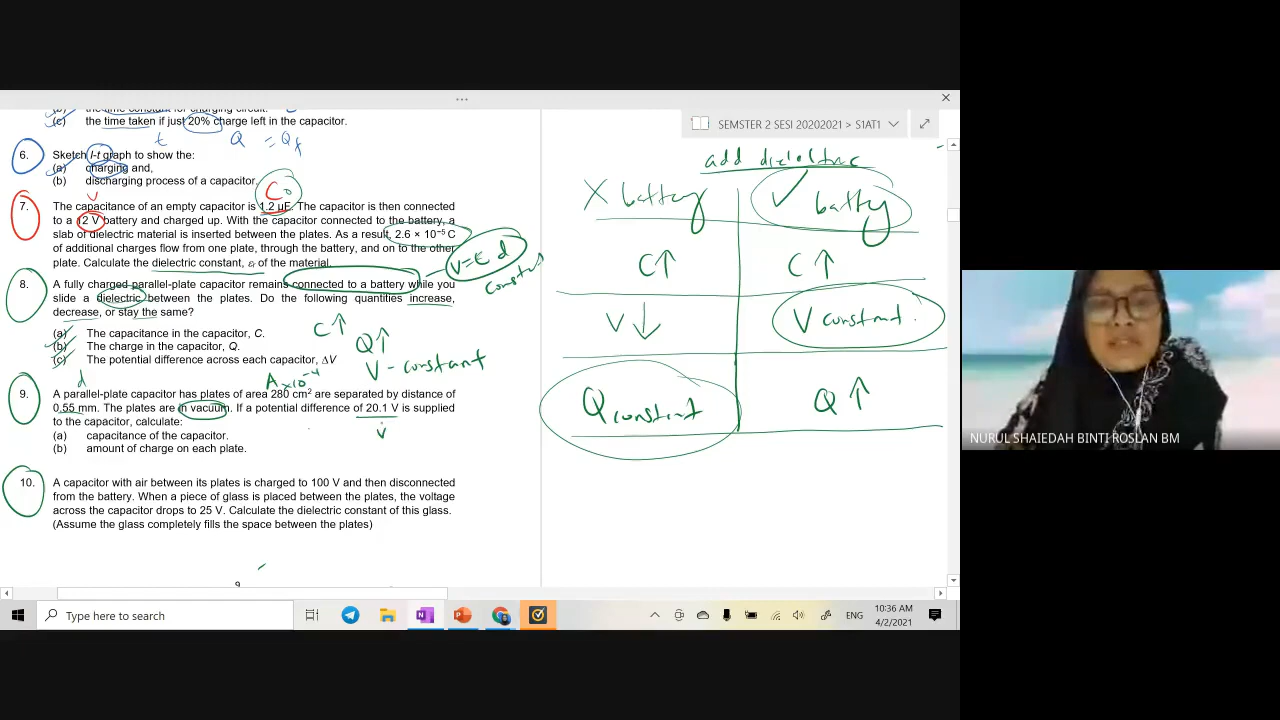 (b) the time constant for charging circuit.
(c) the time taken if just 20% charge left in the capacitor.
t Q = Qf
6. Sketch I-t graph to show the:
(a) charging and,
(b) discharging process of a capacitor.
V C₀
7. The capacitance of an empty capacitor is 1.2 μF. The capacitor is then connected
to a 12 V battery and charged up. With the capacitor connected to the battery, a
slab of dielectric material is inserted between the plates. As a result, 2.6 × 10⁻⁵ C
of additional charges flow from one plate, through the battery, and on to the other
plate. Calculate the dielectric constant, εr of the material.
V = ε d
constant
8. A fully charged parallel-plate capacitor remains connected to a battery while you
slide a dielectric between the plates. Do the following quantities increase,
decrease, or stay the same?
(a) The capacitance in the capacitor, C.
(b) The charge in the capacitor, Q.
(c) The potential difference across each capacitor, ΔV
C↑
Q↑
V - constant
d A ×10⁻⁴
9. A parallel-plate capacitor has plates of area 280 cm² are separated by distance of
0.55 mm. The plates are in vacuum. If a potential difference of 20.1 V is supplied
to the capacitor, calculate:
V
(a) capacitance of the capacitor.
(b) amount of charge on each plate.
10. A capacitor with air between its plates is charged to 100 V and then disconnected
from the battery. When a piece of glass is placed between the plates, the voltage
across the capacitor drops to 25 V. Calculate the dielectric constant of this glass.
(Assume the glass completely fills the space between the plates)
9
SEMSTER 2 SESI 20202021 > S1AT1
add dielectric
X battery ✓ battery
C↑ C↑
V↓ V constant.
Q constant Q↑
NURUL SHAIEDAH BINTI ROSLAN BM
Type here to search
ENG
10:36 AM
4/2/2021